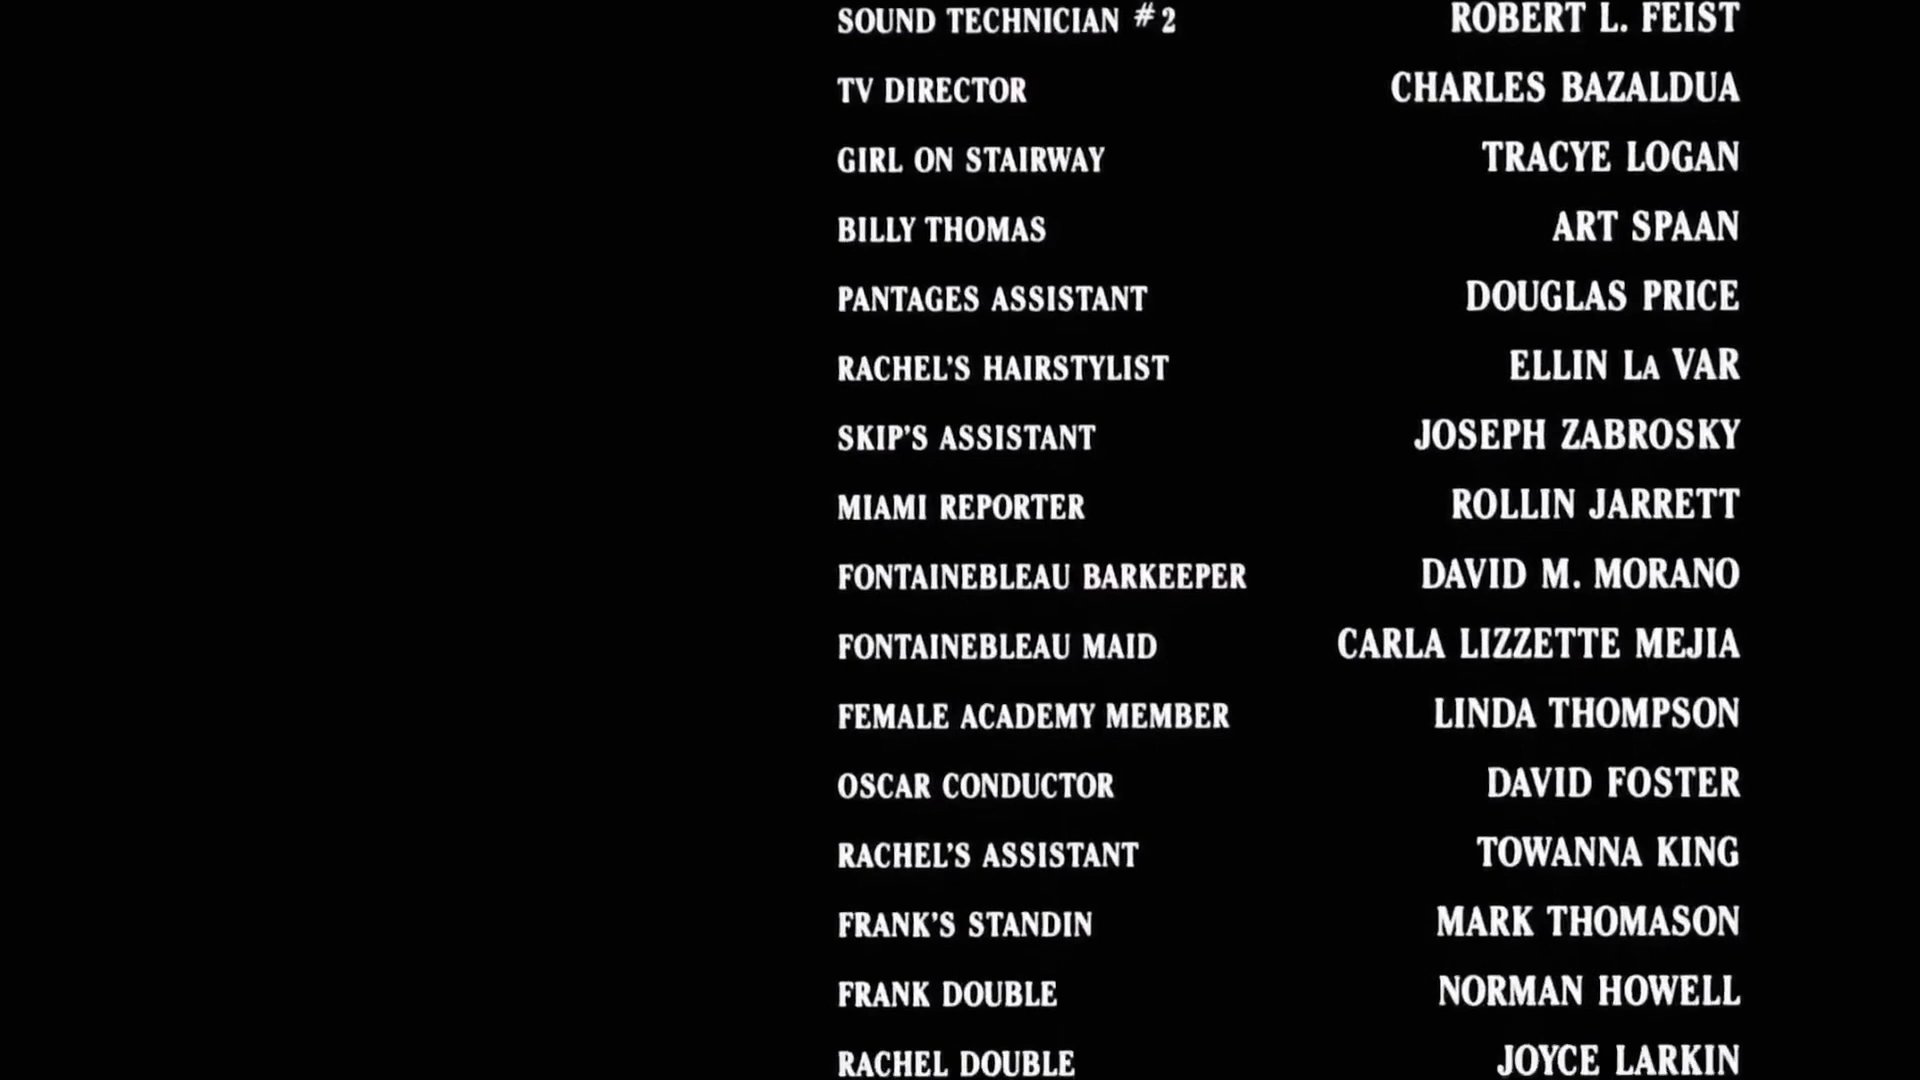 SOUND TECHNICIAN #2 ROBERT L. FEIST
TV DIRECTOR CHARLES BAZALDUA
GIRL ON STAIRWAY TRACYE LOGAN
BILLY THOMAS ART SPAAN
PANTAGES ASSISTANT DOUGLAS PRICE
RACHEL'S HAIRSTYLIST ELLIN LA VAR
SKIP'S ASSISTANT JOSEPH ZABROSKY
MIAMI REPORTER ROLLIN JARRETT
FONTAINEBLEAU BARKEEPER DAVID M. MORANO
FONTAINEBLEAU MAID CARLA LIZZETTE MEJIA
FEMALE ACADEMY MEMBER LINDA THOMPSON
OSCAR CONDUCTOR DAVID FOSTER
RACHEL'S ASSISTANT TOWANNA KING
FRANK'S STANDIN MARK THOMASON
FRANK DOUBLE NORMAN HOWELL
RACHEL DOUBLE JOYCE LARKIN